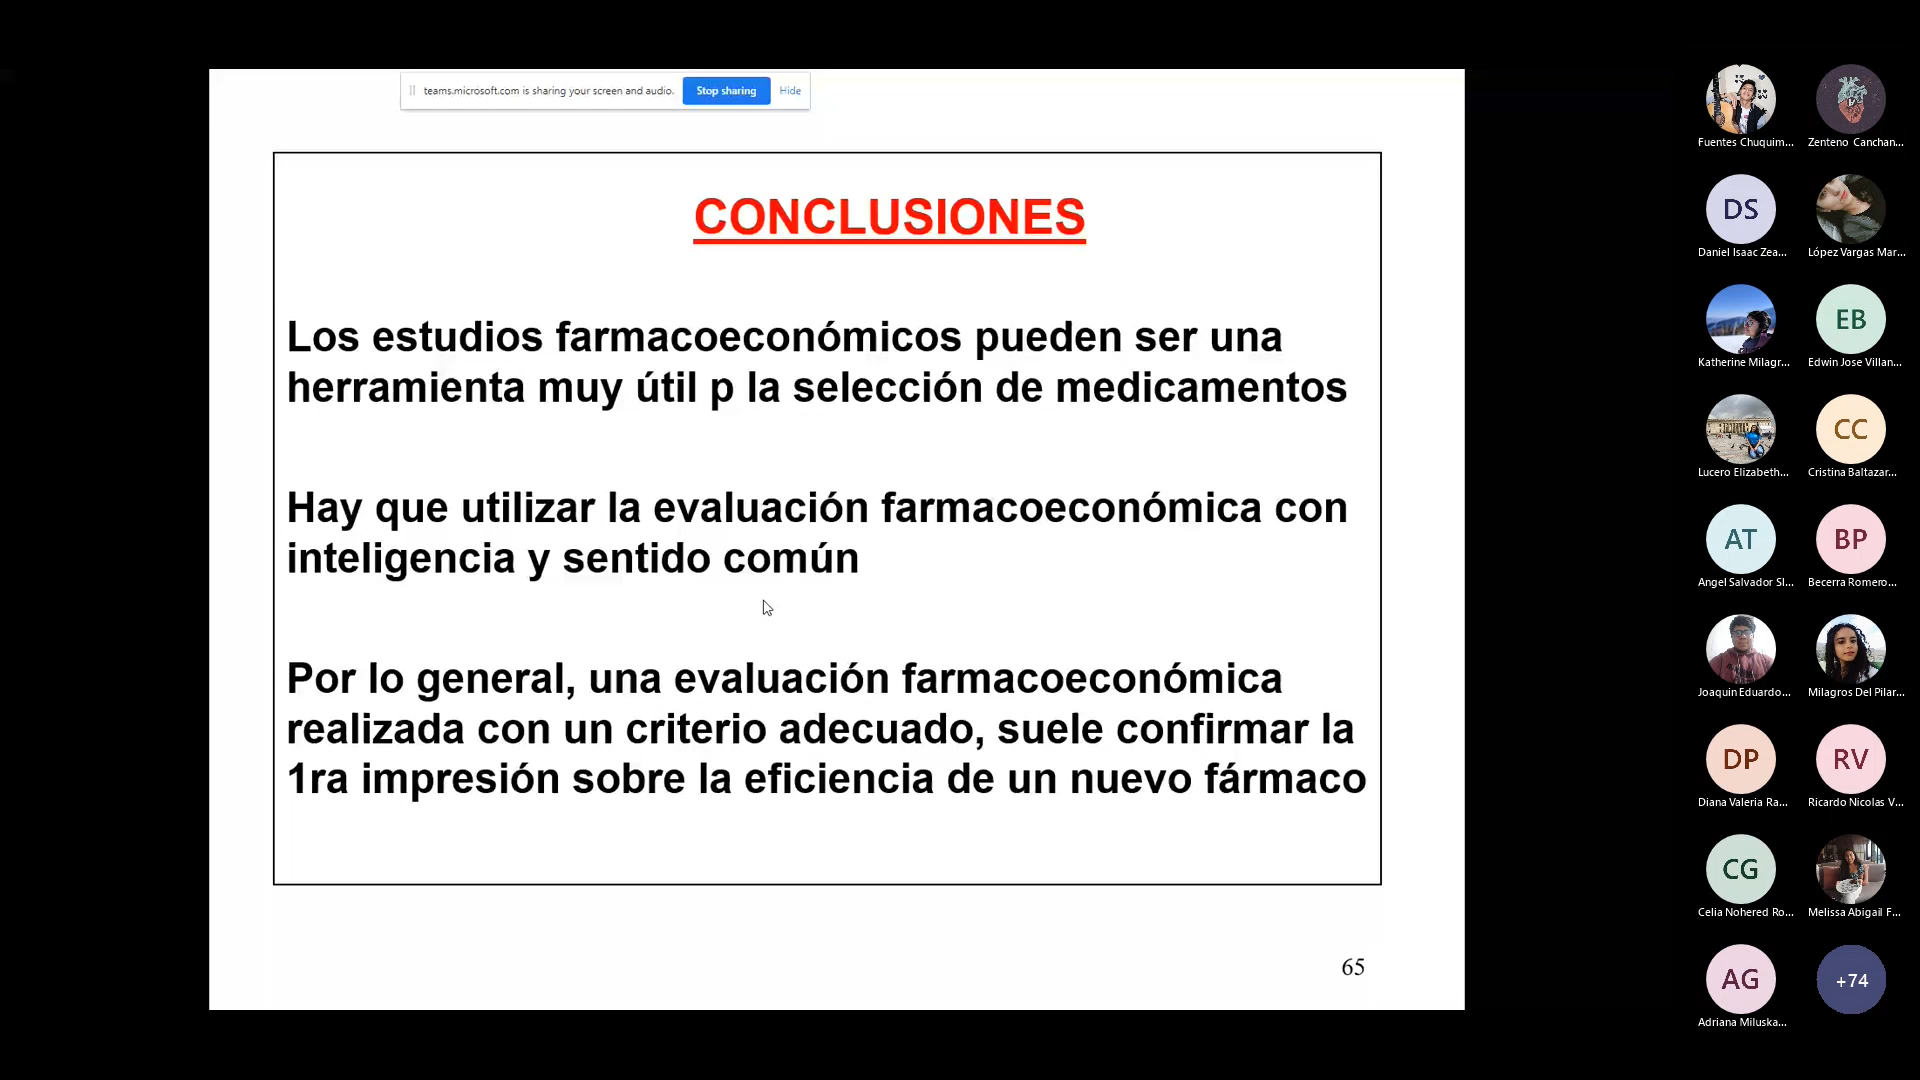 teams.microsoft.com is sharing your screen and audio. Stop sharing Hide
CONCLUSIONES
Los estudios farmacoeconómicos pueden ser una
herramienta muy útil p la selección de medicamentos
Hay que utilizar la evaluación farmacoeconómica con
inteligencia y sentido común
Por lo general, una evaluación farmacoeconómica
realizada con un criterio adecuado, suele confirmar la
1ra impresión sobre la eficiencia de un nuevo fármaco
65
Fuentes Chuquim... Zenteno Canchan...
DS
Daniel Isaac Zea... López Vargas Mar...
EB
Katherine Milagr... Edwin Jose Villan...
CC
Lucero Elizabeth... Cristina Baltazar...
AT BP
Angel Salvador Sl... Becerra Romero...
Joaquin Eduardo... Milagros Del Pilar...
DP RV
Diana Valeria Ra... Ricardo Nicolas V...
CG
Celia Nohered Ro... Melissa Abigail F...
AG +74
Adriana Miluska...